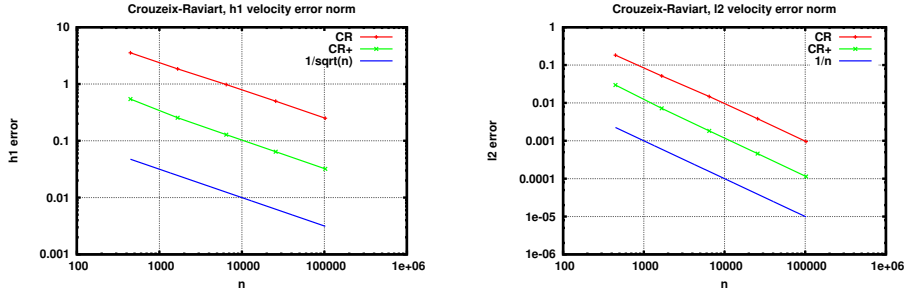 Crouzeix-Raviart, h1 velocity error norm
10
1
0.1
0.01
0.001
100
1000
10000
100000
1e+06
h1 error
n
CR
CR+
1/sqrt(n)
Crouzeix-Raviart, l2 velocity error norm
1
0.1
0.01
0.001
0.0001
1e-05
1e-06
100
1000
10000
100000
1e+06
l2 error
n
CR
CR+
1/n